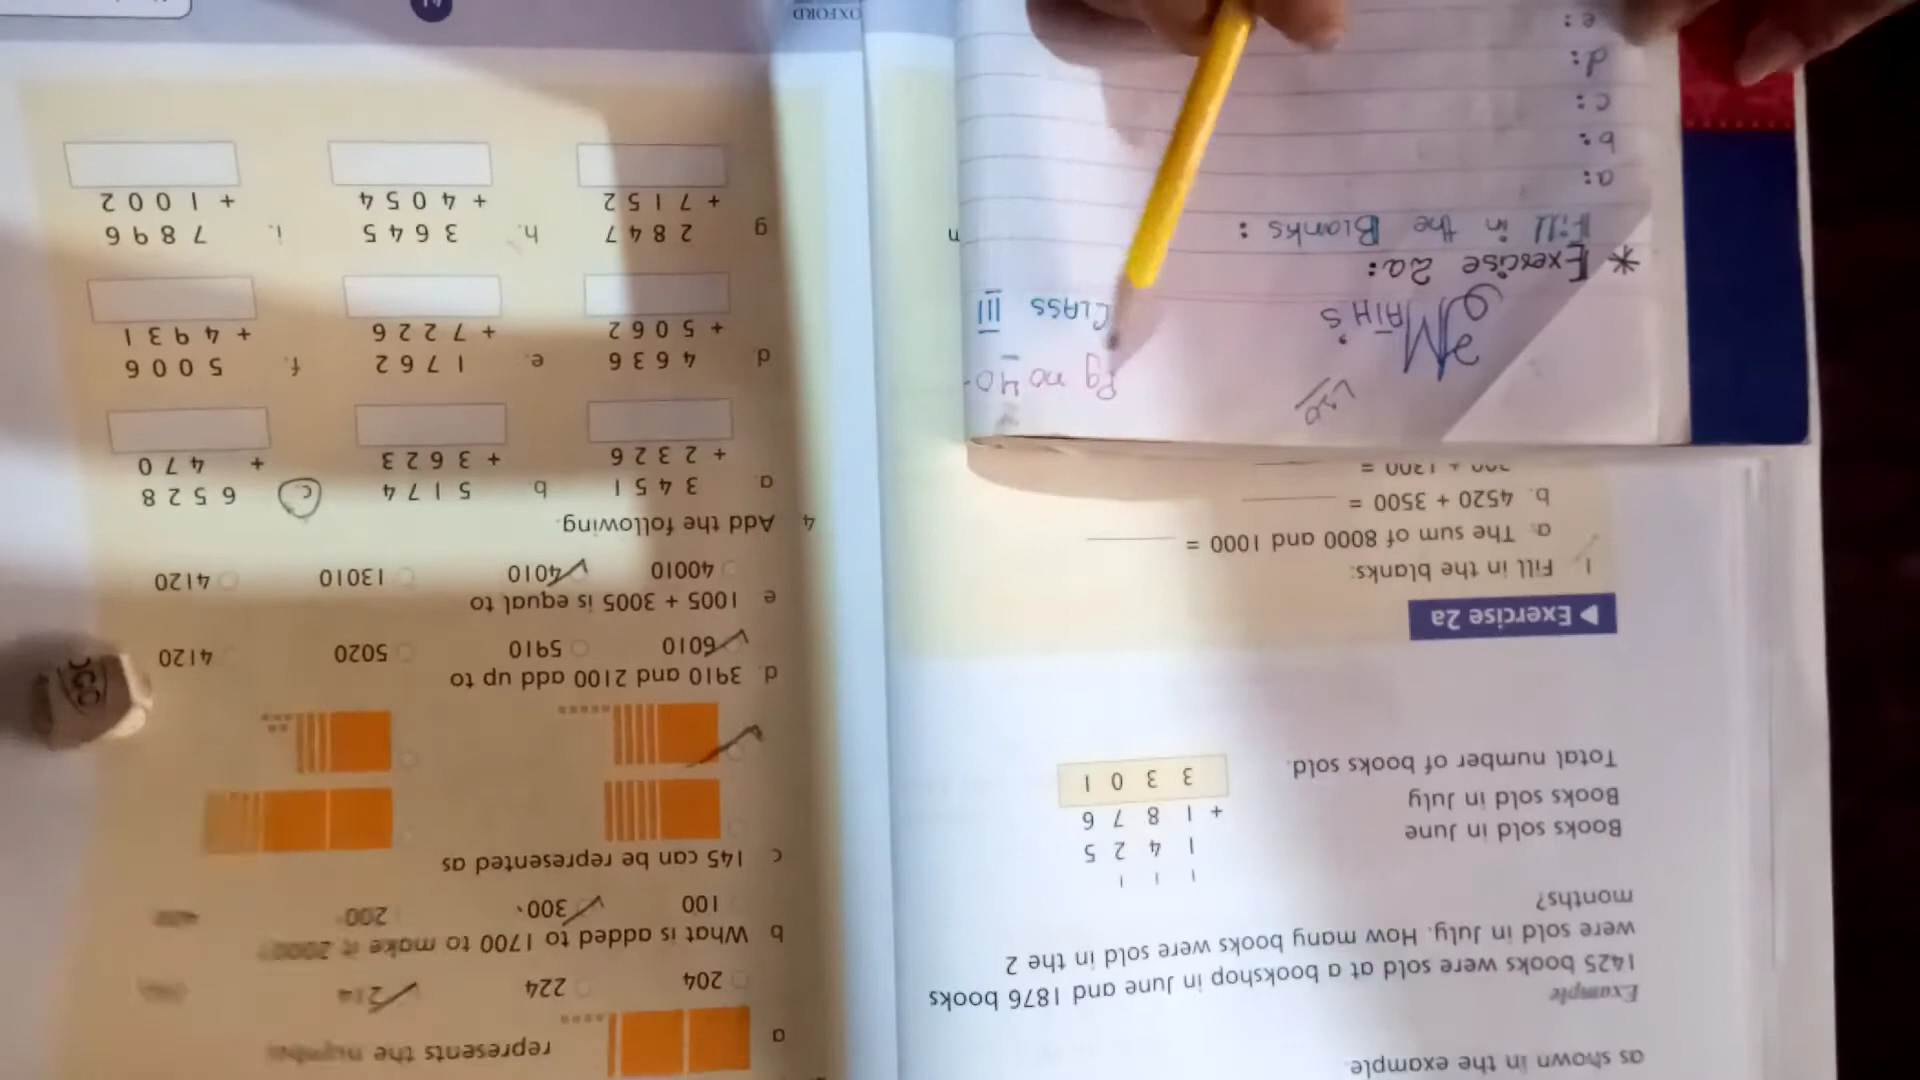 as shown in the example.
Example
1425 books were sold at a bookshop in June and 1876 books
were sold in July. How many books were sold in the 2
months?
1 1 1
Books sold in June 1 4 2 5
Books sold in July + 1 8 7 6
Total number of books sold. 3 3 0 1
Exercise 2a
1. Fill in the blanks:
a. The sum of 8000 and 1000 =
b. 4520 + 3500 =
MATH'S
Pg no 40.
CLASS III
* Exercise 2a:
Fill in the Blanks:
a:
b:
c:
d:
e:
a represents the number
204 224 214
b What is added to 1700 to make it 2000?
100 300 200 400
c 145 can be represented as
d. 3910 and 2100 add up to
6010 5910 5020 4120
e 1005 + 3005 is equal to
40010 4010 13010 4120
4 Add the following.
a. 3 4 5 1 b 5 1 7 4 c. 6 5 2 8
+ 2 3 2 6 + 3 6 2 3 + 4 7 0
d 4 6 3 6 e. 1 7 6 2 f. 5 0 0 6
+ 5 0 6 2 + 7 2 2 6 + 4 9 3 1
g 2 8 4 7 h. 3 6 4 5 i. 7 8 9 6
+ 7 1 5 2 + 4 0 5 4 + 1 0 0 2
OXFORD